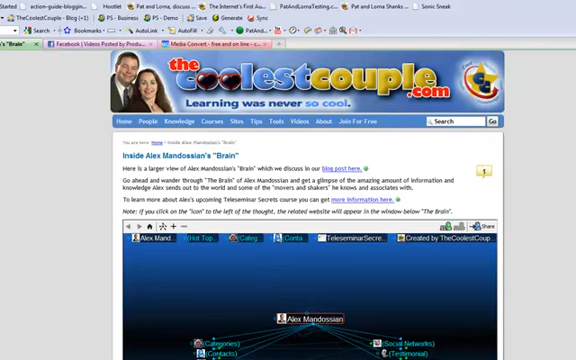 action-guide-bloggin... Hootlet Pat and Lorna, discuss ... The Internet's First Au... PatAndLornaTesting.c... Pat and Lorna Shanks ... Sonic Sneak
TheCoolestCoup - Blog (+1) PS - Business PS - Demo Save Generate Sync
Search AutoLink AutoFill
's "Brain" Facebook | Videos Posted by Produ... Media Convert - free and on line - c...
the
coolestcouple
.com
Learning was never so cool.
Home People Knowledge Courses Sites Tips Tools Videos About Join For Free Search Go
You are here: Home > Inside Alex Mandossian's "Brain"
Inside Alex Mandossian's "Brain"
Here is a larger view of Alex Mandossian's "Brain" which we discuss in our blog post here.
1
Go ahead and wander through "The Brain" of Alex Mandossian and get a glimpse of the amazing amount of information and
knowledge Alex sends out to the world and some of the "movers and shakers" he knows and associates with.
To learn more about Alex's upcoming Teleseminar Secrets course you can get more information here.
Note: if you click on the "icon" to the left of the thought, the related website will appear in the window below "The Brain".
Share
Alex Mand... (Hot Top... (Categ... (Conta... TeleseminarSecre... Created by TheCoolestCoup...
Alex Mandossian
(Categories)
(Social Networks)
(Contacts)
(Testimonial)